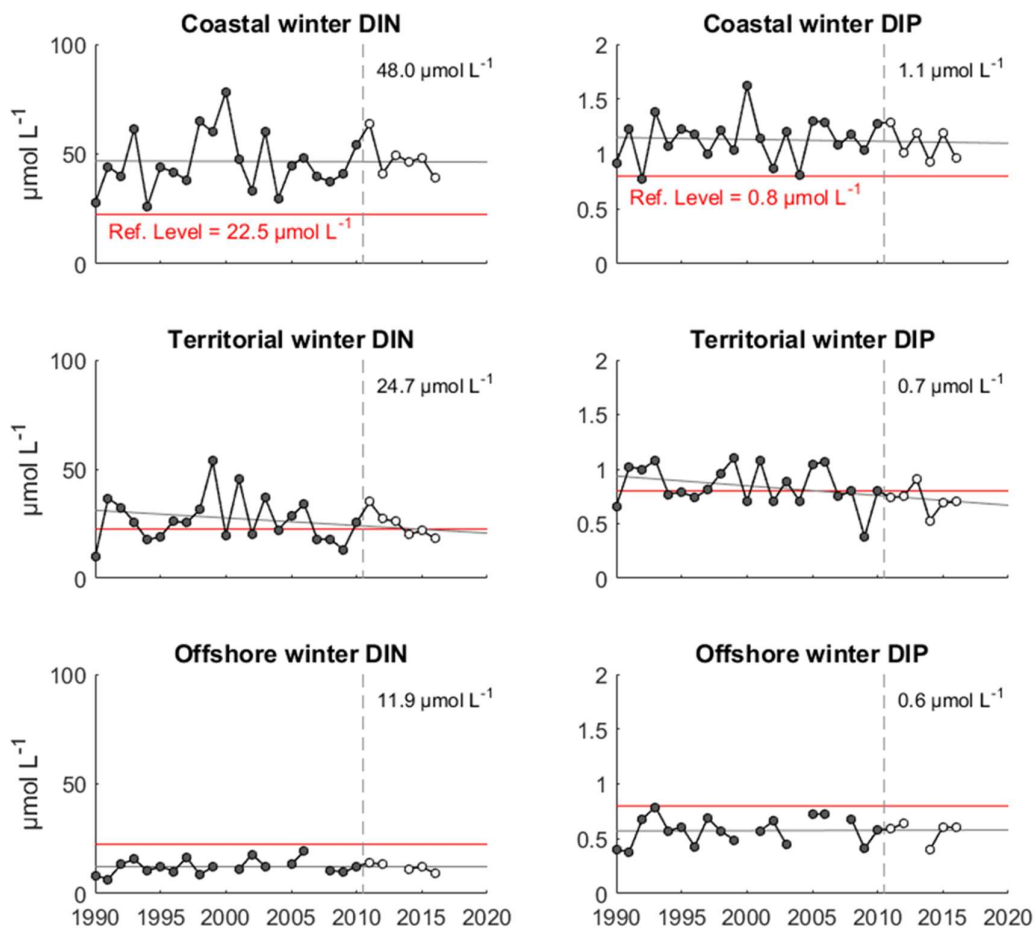 Coastal winter DIN
100
50
0
µmol L⁻¹
48.0 µmol L⁻¹
Ref. Level = 22.5 µmol L⁻¹
Coastal winter DIP
2
1.5
1
0.5
0
1.1 µmol L⁻¹
Ref. Level = 0.8 µmol L⁻¹
Territorial winter DIN
100
50
0
µmol L⁻¹
24.7 µmol L⁻¹
Territorial winter DIP
2
1.5
1
0.5
0
0.7 µmol L⁻¹
Offshore winter DIN
100
50
0
µmol L⁻¹
11.9 µmol L⁻¹
1990 1995 2000 2005 2010 2015 2020
Offshore winter DIP
2
1.5
1
0.5
0
0.6 µmol L⁻¹
1990 1995 2000 2005 2010 2015 2020